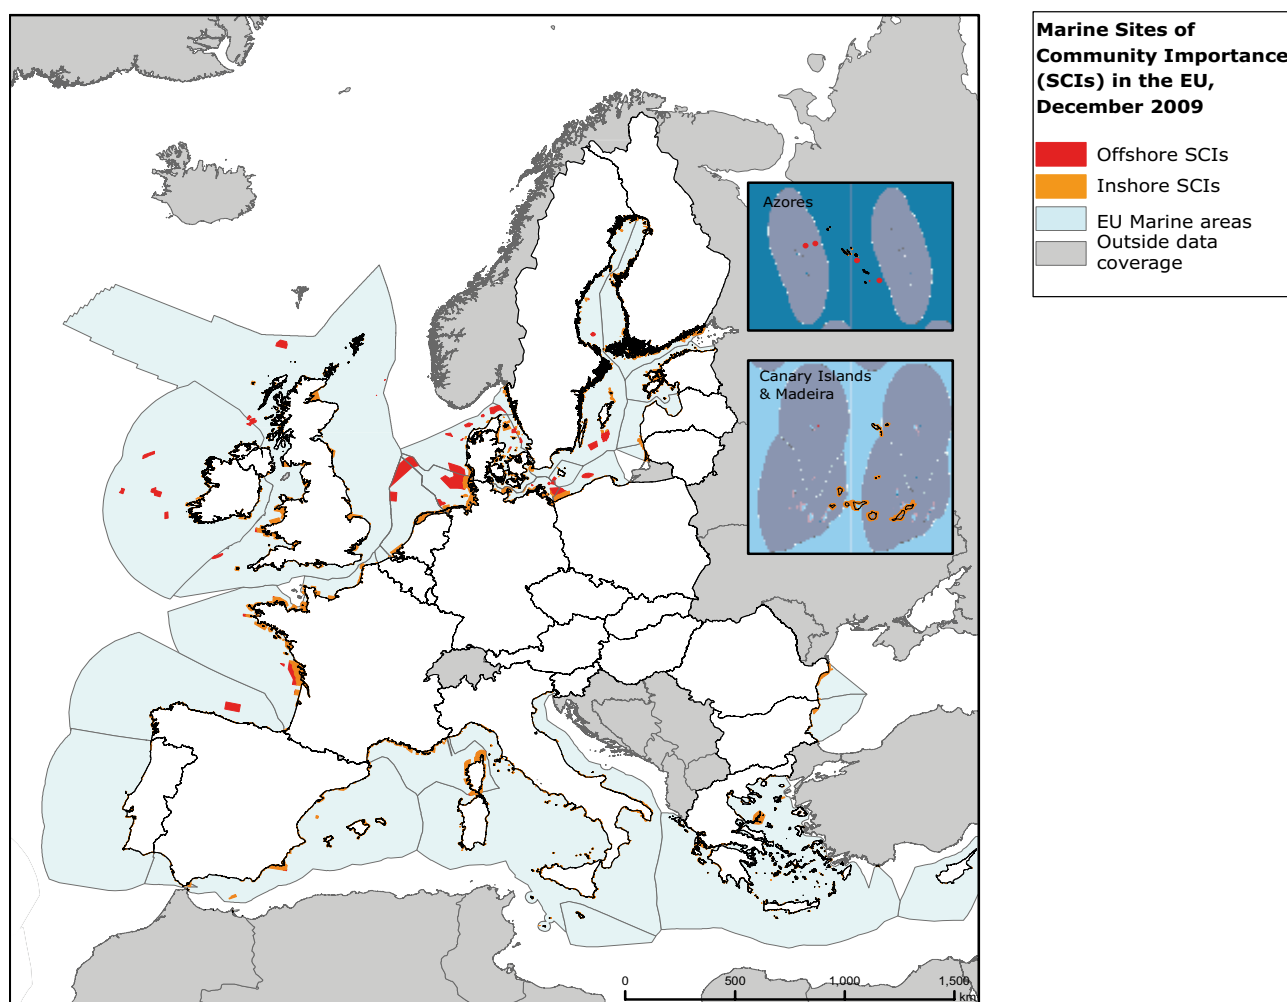 Marine Sites of
Community Importance
(SCIs) in the EU,
December 2009
Offshore SCIs
Inshore SCIs
EU Marine areas
Outside data
coverage
Azores
Canary Islands
& Madeira
0 500 1,000 1,500
km